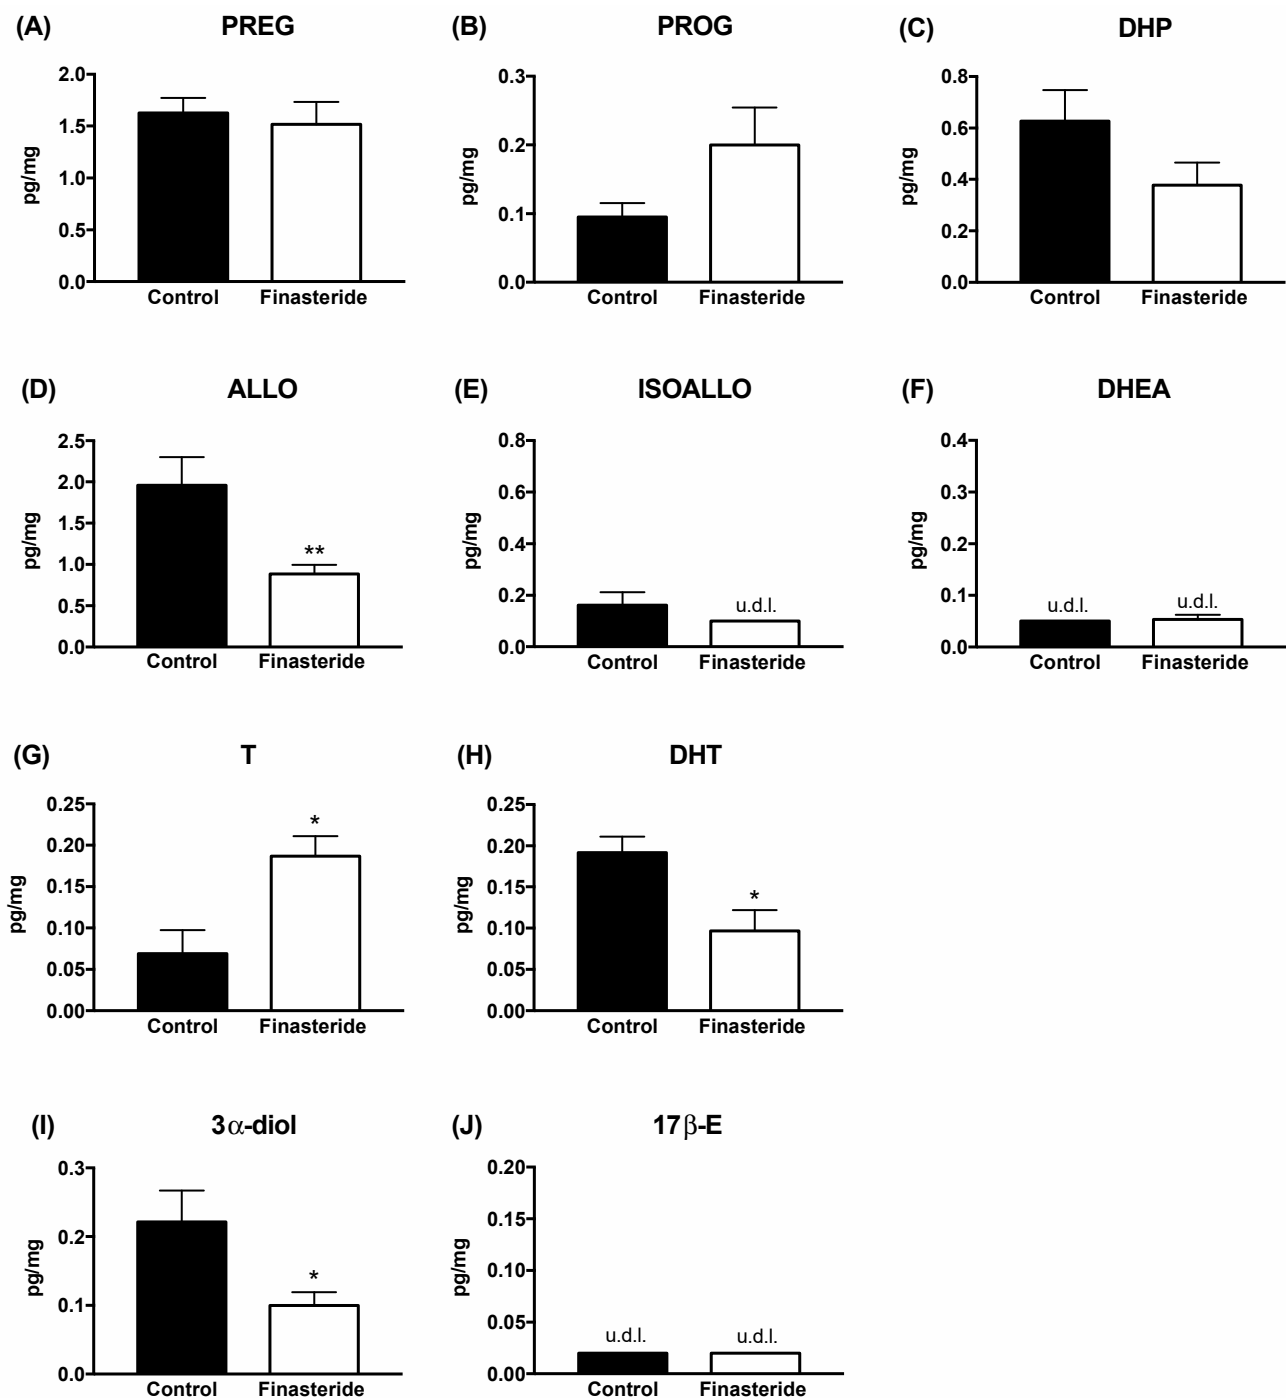 (A) PREG
pg/mg
2.0
1.5
1.0
0.5
0.0
Control Finasteride
(B) PROG
pg/mg
0.3
0.2
0.1
0.0
Control Finasteride
(C) DHP
pg/mg
0.8
0.6
0.4
0.2
0.0
Control Finasteride
(D) ALLO
pg/mg
2.5
2.0
1.5
1.0
0.5
0.0
**
Control Finasteride
(E) ISOALLO
pg/mg
0.8
0.6
0.4
0.2
0.0
u.d.l.
Control Finasteride
(F) DHEA
pg/mg
0.4
0.3
0.2
0.1
0.0
u.d.l. u.d.l.
Control Finasteride
(G) T
pg/mg
0.25
0.20
0.15
0.10
0.05
0.00
*
Control Finasteride
(H) DHT
pg/mg
0.25
0.20
0.15
0.10
0.05
0.00
*
Control Finasteride
(I) 3α-diol
pg/mg
0.3
0.2
0.1
0.0
*
Control Finasteride
(J) 17β-E
pg/mg
0.20
0.15
0.10
0.05
0.00
u.d.l. u.d.l.
Control Finasteride